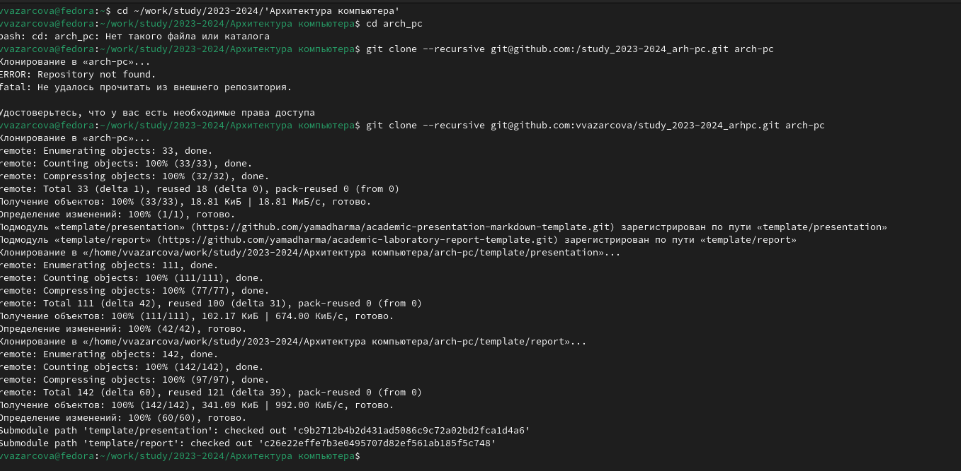 vvazarcova@fedora:~$ cd ~/work/study/2023-2024/'Архитектура компьютера'
vvazarcova@fedora:~/work/study/2023-2024/Архитектура компьютера$ cd arch_pc
bash: cd: arch_pc: Нет такого файла или каталога
vvazarcova@fedora:~/work/study/2023-2024/Архитектура компьютера$ git clone --recursive git@github.com:/study_2023-2024_arh-pc.git arch-pc
Клонирование в «arch-pc»...
ERROR: Repository not found.
fatal: Не удалось прочитать из внешнего репозитория.

Удостоверьтесь, что у вас есть необходимые права доступа
vvazarcova@fedora:~/work/study/2023-2024/Архитектура компьютера$ git clone --recursive git@github.com:vvazarcova/study_2023-2024_arhpc.git arch-pc
Клонирование в «arch-pc»...
remote: Enumerating objects: 33, done.
remote: Counting objects: 100% (33/33), done.
remote: Compressing objects: 100% (32/32), done.
remote: Total 33 (delta 1), reused 18 (delta 0), pack-reused 0 (from 0)
Получение объектов: 100% (33/33), 18.81 КиБ | 18.81 МиБ/с, готово.
Определение изменений: 100% (1/1), готово.
Подмодуль «template/presentation» (https://github.com/yamadharma/academic-presentation-markdown-template.git) зарегистрирован по пути «template/presentation»
Подмодуль «template/report» (https://github.com/yamadharma/academic-laboratory-report-template.git) зарегистрирован по пути «template/report»
Клонирование в «/home/vvazarcova/work/study/2023-2024/Архитектура компьютера/arch-pc/template/presentation»...
remote: Enumerating objects: 111, done.
remote: Counting objects: 100% (111/111), done.
remote: Compressing objects: 100% (77/77), done.
remote: Total 111 (delta 42), reused 100 (delta 31), pack-reused 0 (from 0)
Получение объектов: 100% (111/111), 102.17 КиБ | 674.00 КиБ/с, готово.
Определение изменений: 100% (42/42), готово.
Клонирование в «/home/vvazarcova/work/study/2023-2024/Архитектура компьютера/arch-pc/template/report»...
remote: Enumerating objects: 142, done.
remote: Counting objects: 100% (142/142), done.
remote: Compressing objects: 100% (97/97), done.
remote: Total 142 (delta 60), reused 121 (delta 39), pack-reused 0 (from 0)
Получение объектов: 100% (142/142), 341.09 КиБ | 992.00 КиБ/с, готово.
Определение изменений: 100% (60/60), готово.
Submodule path 'template/presentation': checked out 'c9b2712b4b2d431ad5086c9c72a02bd2fca1d4a6'
Submodule path 'template/report': checked out 'c26e22effe7b3e0495707d82ef561ab185f5c748'
vvazarcova@fedora:~/work/study/2023-2024/Архитектура компьютера$